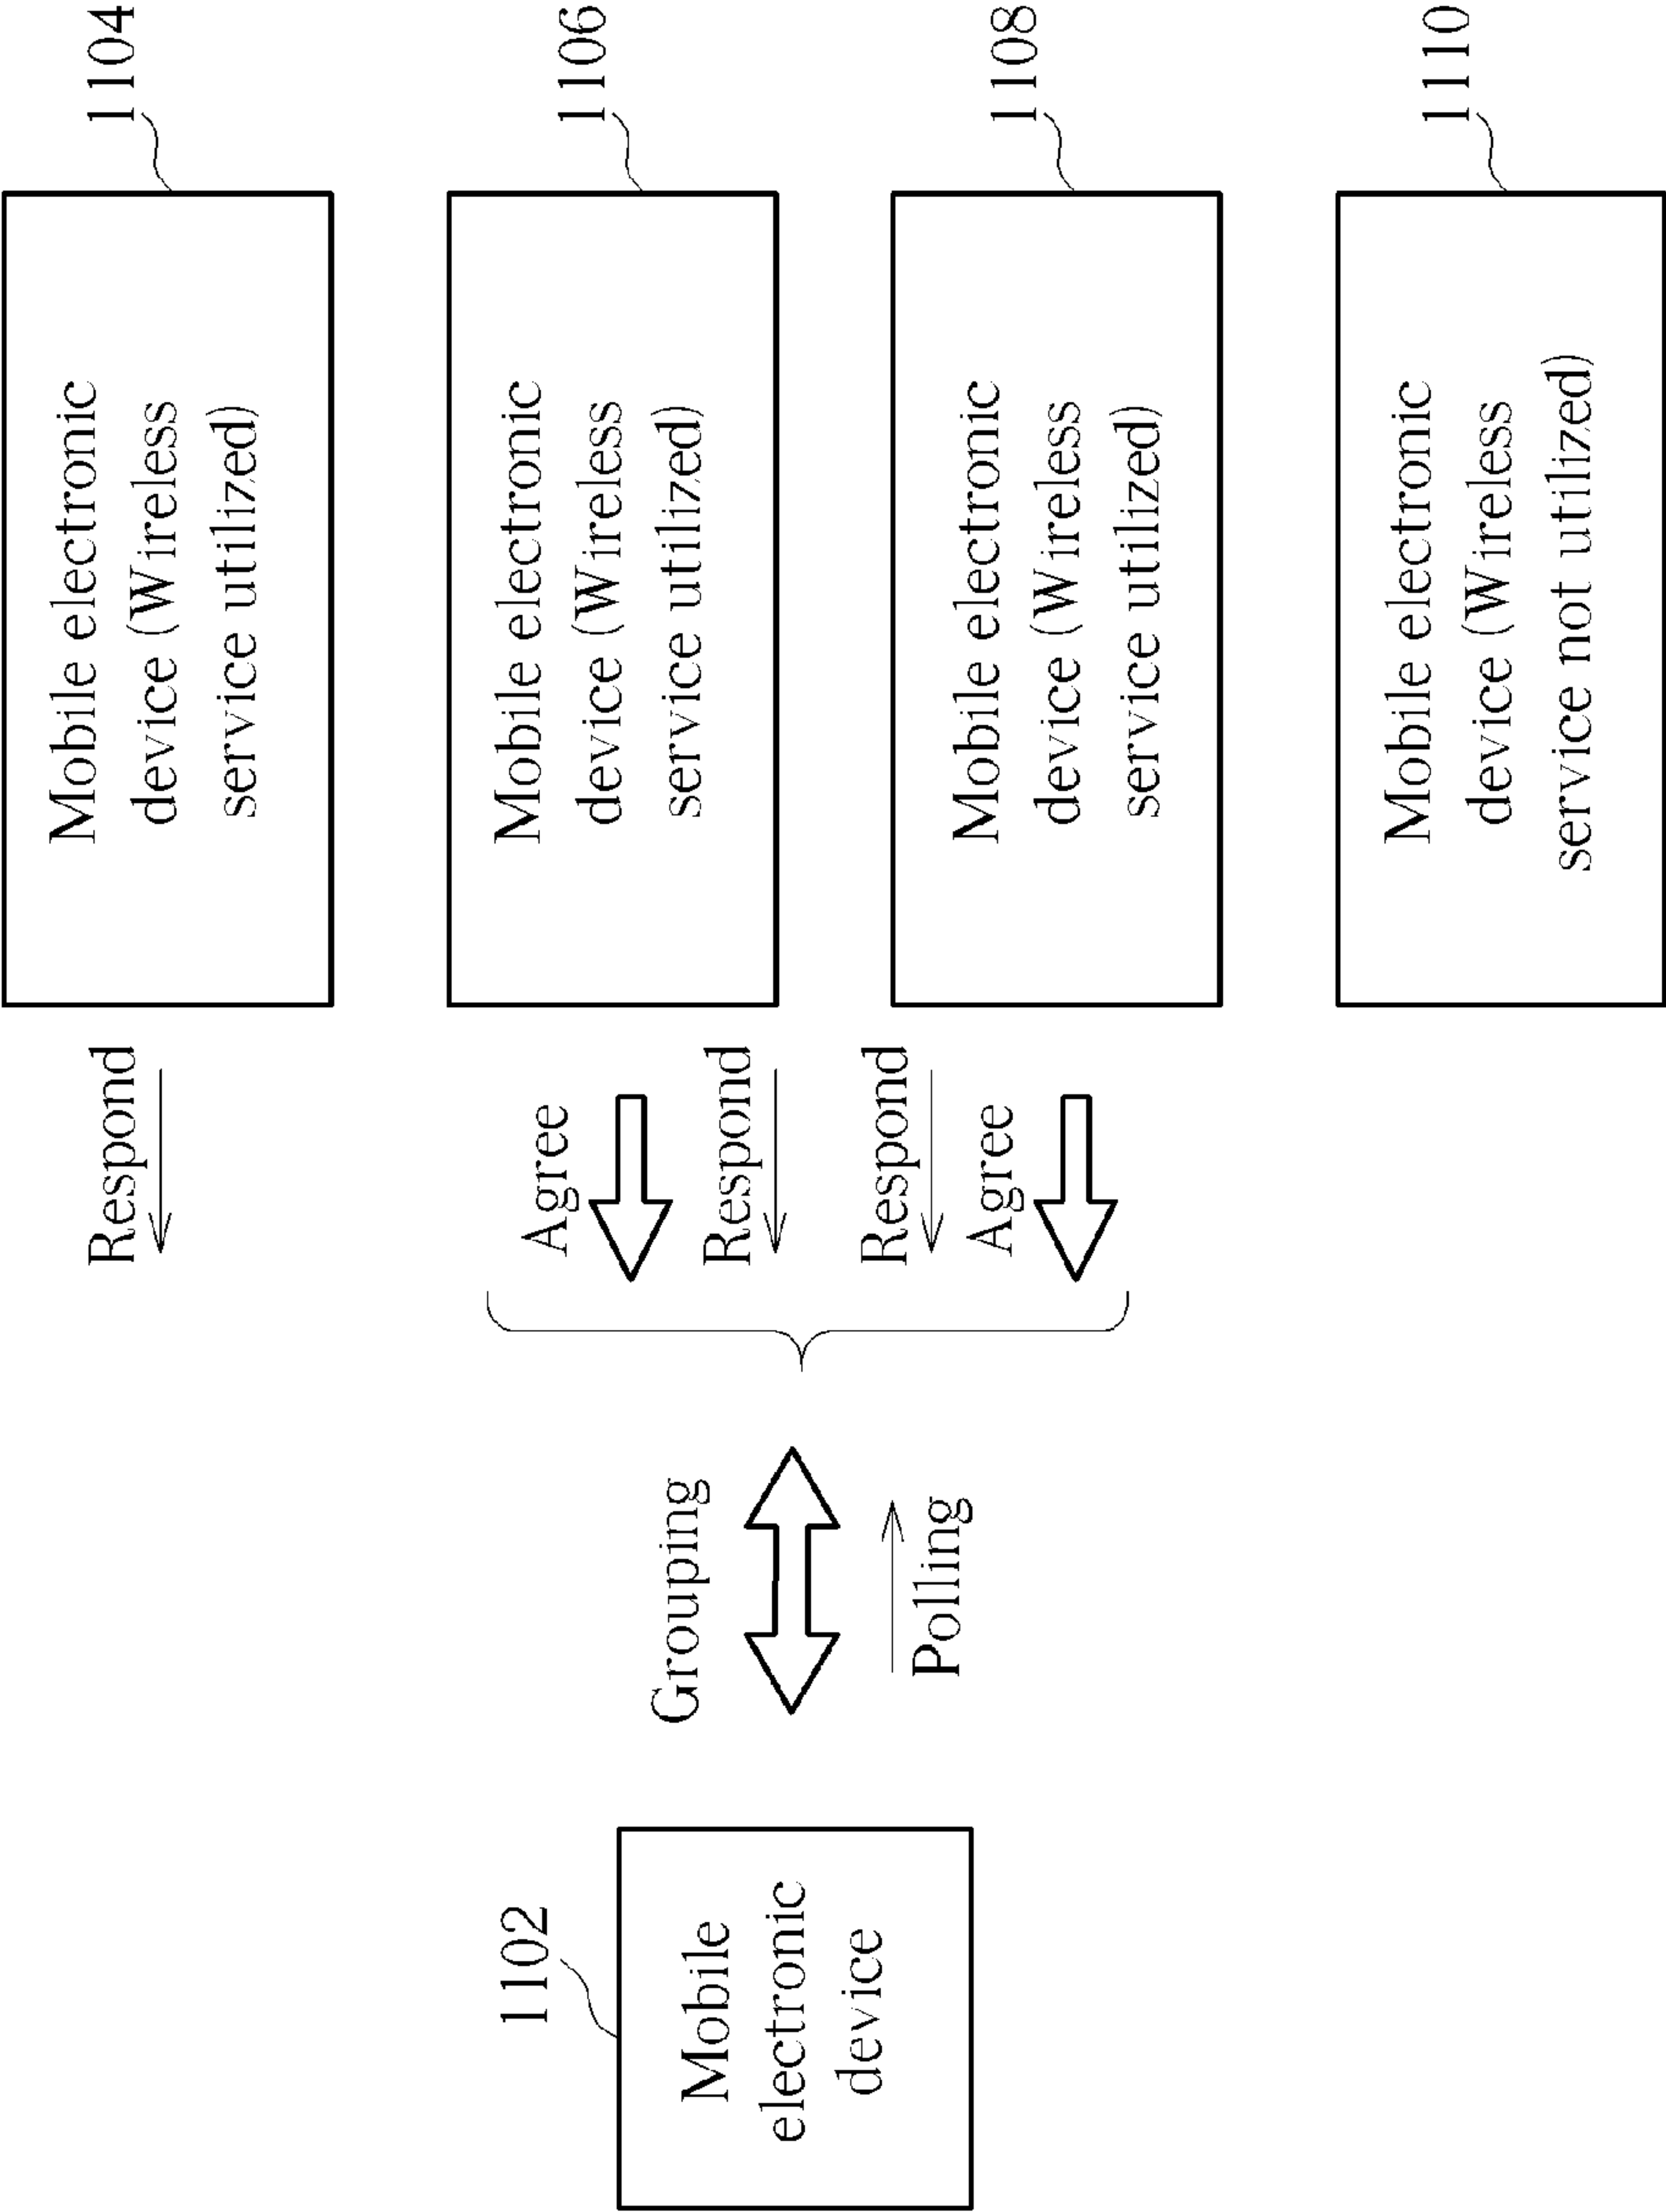 1104
Mobile electronic
device (Wireless
service utilized)
Respond
1106
Mobile electronic
device (Wireless
service utilized)
Agree
Respond
1108
Mobile electronic
device (Wireless
service utilized)
Respond
Agree
1110
Mobile electronic
device (Wireless
service not utilized)
Grouping
Polling
1102
Mobile
electronic
device